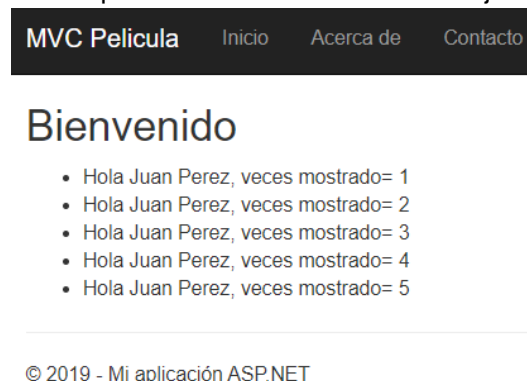 MVC Pelicula Inicio Acerca de Contacto
Bienvenido
• Hola Juan Perez, veces mostrado= 1
• Hola Juan Perez, veces mostrado= 2
• Hola Juan Perez, veces mostrado= 3
• Hola Juan Perez, veces mostrado= 4
• Hola Juan Perez, veces mostrado= 5
© 2019 - Mi aplicación ASP.NET